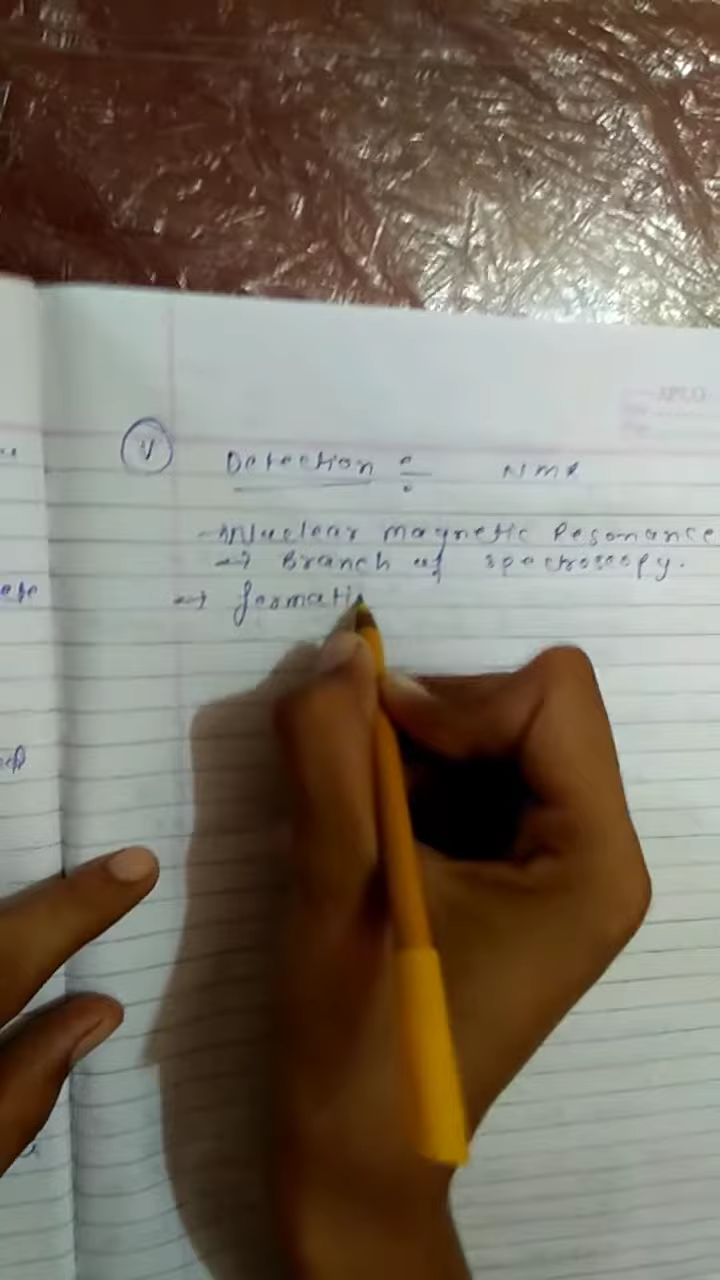 V Detection : NMR
→ Nuclear magnetic Resonance
→ Branch of spectroscopy.
→ formati